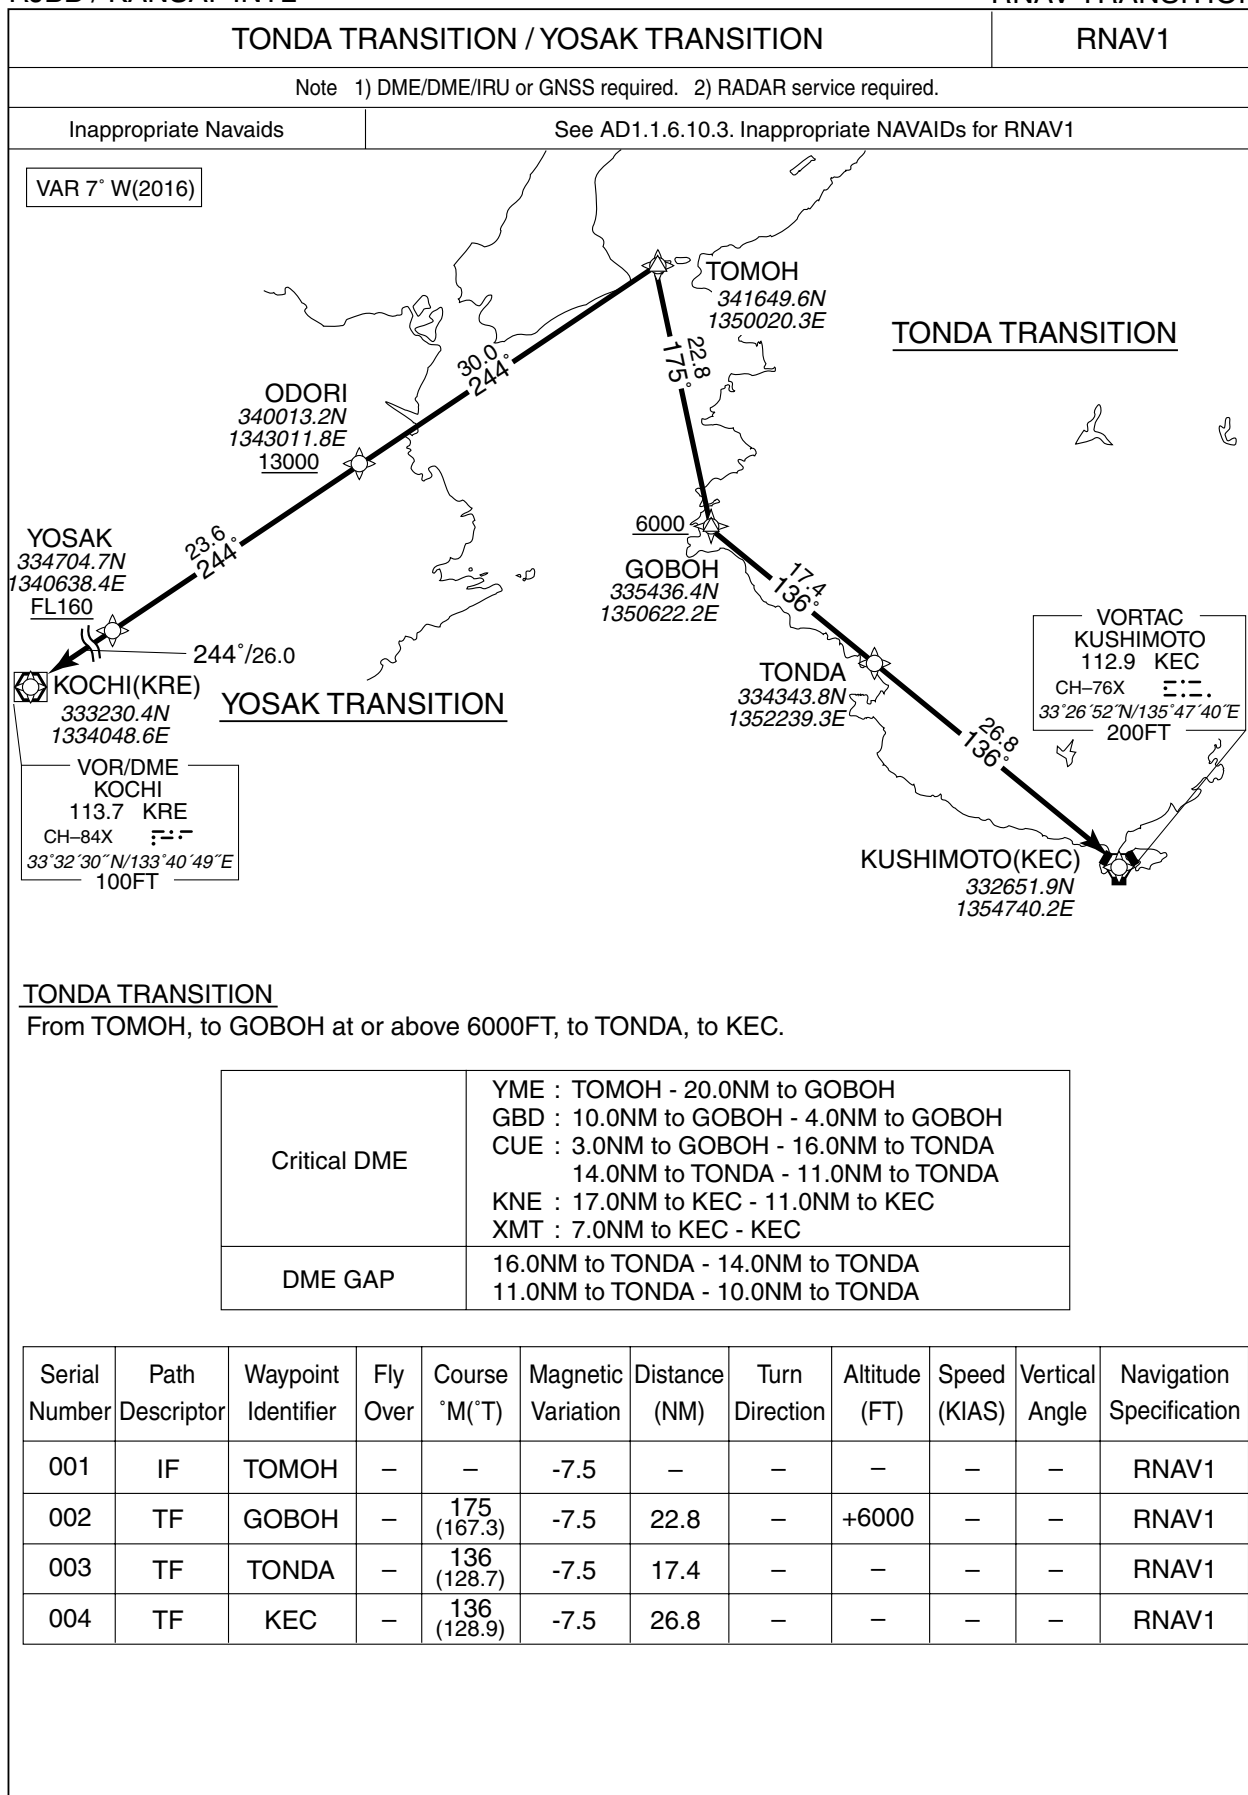 TONDA TRANSITION / YOSAK TRANSITION
RNAV1
Note 1) DME/DME/IRU or GNSS required. 2) RADAR service required.
Inappropriate Navaids
See AD1.1.6.10.3. Inappropriate NAVAIDs for RNAV1
VAR 7˚ W(2016)
TOMOH
341649.6N
1350020.3E
TONDA TRANSITION
30.0
244˚
22.8
175˚
ODORI
340013.2N
1343011.8E
13000
YOSAK
334704.7N
1340638.4E
FL160
23.6
244˚
6000
GOBOH
335436.4N
1350622.2E
17.4
136˚
244˚/26.0
KOCHI(KRE)
333230.4N
1334048.6E
YOSAK TRANSITION
TONDA
334343.8N
1352239.3E
VORTAC
KUSHIMOTO
112.9 KEC
CH–76X
33˚26´52˝N/135˚47´40˝E
200FT
26.8
136˚
VOR/DME
KOCHI
113.7 KRE
CH–84X
33˚32´30˝N/133˚40´49˝E
100FT
KUSHIMOTO(KEC)
332651.9N
1354740.2E
TONDA TRANSITION
From TOMOH, to GOBOH at or above 6000FT, to TONDA, to KEC.
Critical DME
YME : TOMOH - 20.0NM to GOBOH
GBD : 10.0NM to GOBOH - 4.0NM to GOBOH
CUE : 3.0NM to GOBOH - 16.0NM to TONDA
14.0NM to TONDA - 11.0NM to TONDA
KNE : 17.0NM to KEC - 11.0NM to KEC
XMT : 7.0NM to KEC - KEC
DME GAP
16.0NM to TONDA - 14.0NM to TONDA
11.0NM to TONDA - 10.0NM to TONDA
Serial Number Path Descriptor Waypoint Identifier Fly Over Course ˚M(˚T) Magnetic Variation Distance (NM) Turn Direction Altitude (FT) Speed (KIAS) Vertical Angle Navigation Specification
001 IF TOMOH – – -7.5 – – – – – RNAV1
002 TF GOBOH – 175 (167.3) -7.5 22.8 – +6000 – – RNAV1
003 TF TONDA – 136 (128.7) -7.5 17.4 – – – – RNAV1
004 TF KEC – 136 (128.9) -7.5 26.8 – – – – RNAV1